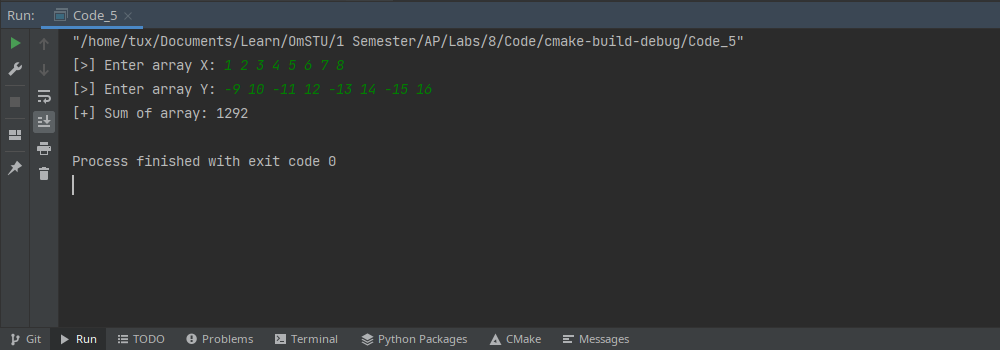 Run: Code_5
"/home/tux/Documents/Learn/OmSTU/1 Semester/AP/Labs/8/Code/cmake-build-debug/Code_5"
[>] Enter array X: 1 2 3 4 5 6 7 8
[>] Enter array Y: -9 10 -11 12 -13 14 -15 16
[+] Sum of array: 1292
Process finished with exit code 0
Git Run TODO Problems Terminal Python Packages CMake Messages